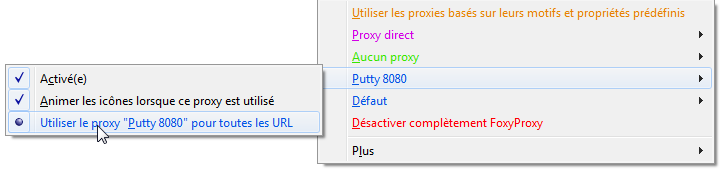 Utiliser les proxies basés sur leurs motifs et propriétés prédéfinis
Proxy direct
Aucun proxy
Putty 8080
Défaut
Désactiver complètement FoxyProxy
Plus
Activé(e)
Animer les icônes lorsque ce proxy est utilisé
Utiliser le proxy "Putty 8080" pour toutes les URL